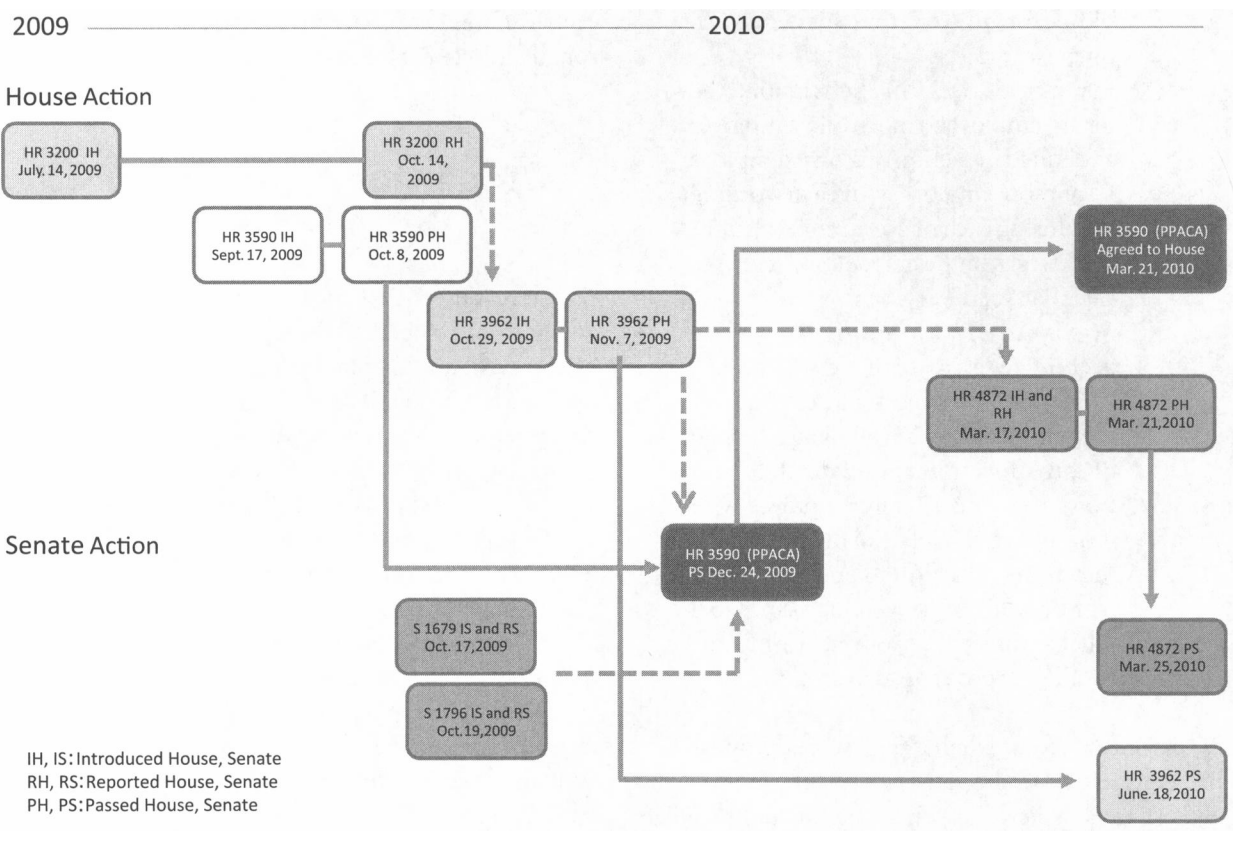 2009
2010
House Action
HR 3200 IH
July. 14, 2009
HR 3200 RH
Oct. 14,
2009
HR 3590 IH
Sept. 17, 2009
HR 3590 PH
Oct. 8, 2009
HR 3590 (PPACA)
Agreed to House
Mar. 21, 2010
HR 3962 IH
Oct. 29, 2009
HR 3962 PH
Nov. 7, 2009
HR 4872 IH and
RH
Mar. 17,2010
HR 4872 PH
Mar. 21,2010
Senate Action
HR 3590 (PPACA)
PS Dec. 24, 2009
S 1679 IS and RS
Oct. 17,2009
HR 4872 PS
Mar. 25,2010
S 1796 IS and RS
Oct.19,2009
IH, IS: Introduced House, Senate
RH, RS: Reported House, Senate
PH, PS: Passed House, Senate
HR 3962 PS
June. 18,2010